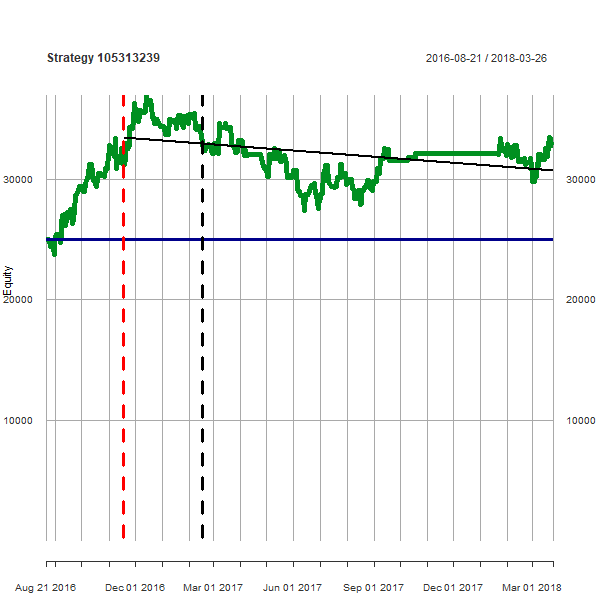 Strategy 105313239
2016-08-21 / 2018-03-26
30000
30000
Equity
20000
20000
10000
10000
Aug 21 2016
Dec 01 2016
Mar 01 2017
Jun 01 2017
Sep 01 2017
Dec 01 2017
Mar 01 2018